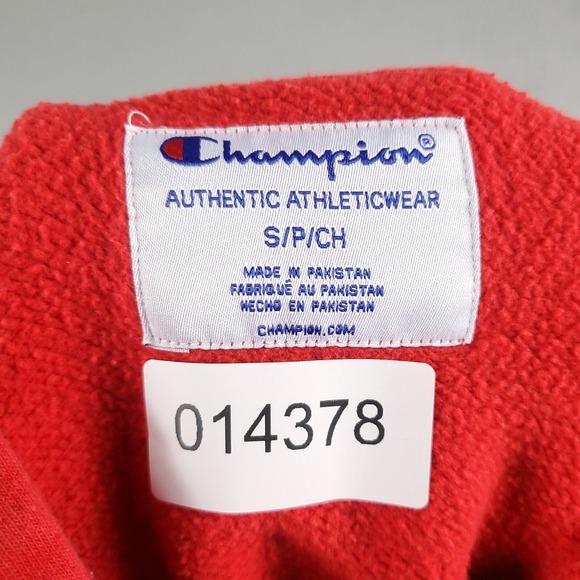 Champion®
AUTHENTIC ATHLETICWEAR
S/P/CH
MADE IN PAKISTAN
FABRIQUÉ AU PAKISTAN
HECHO EN PAKISTAN
CHAMPION.COM
014378